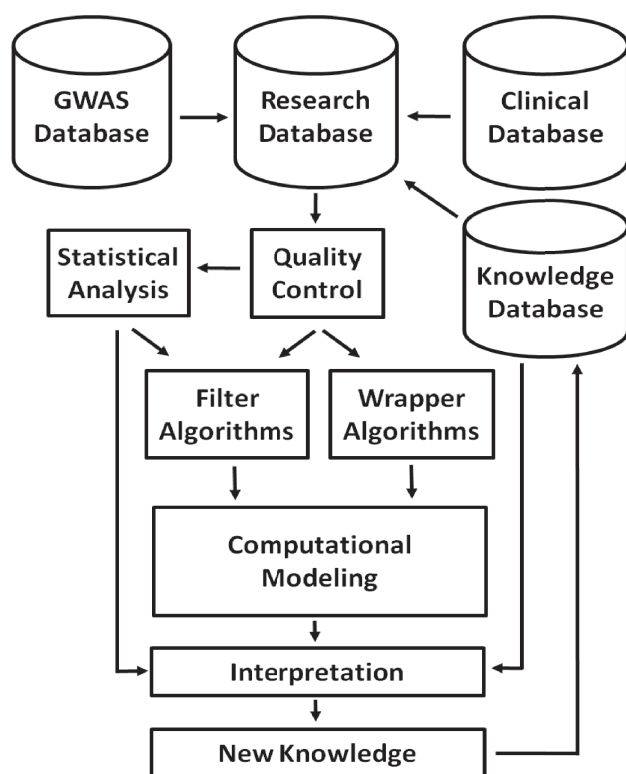 GWAS
Database
Research
Database
Clinical
Database
Statistical
Analysis
Quality
Control
Knowledge
Database
Filter
Algorithms
Wrapper
Algorithms
Computational
Modeling
Interpretation
New Knowledge